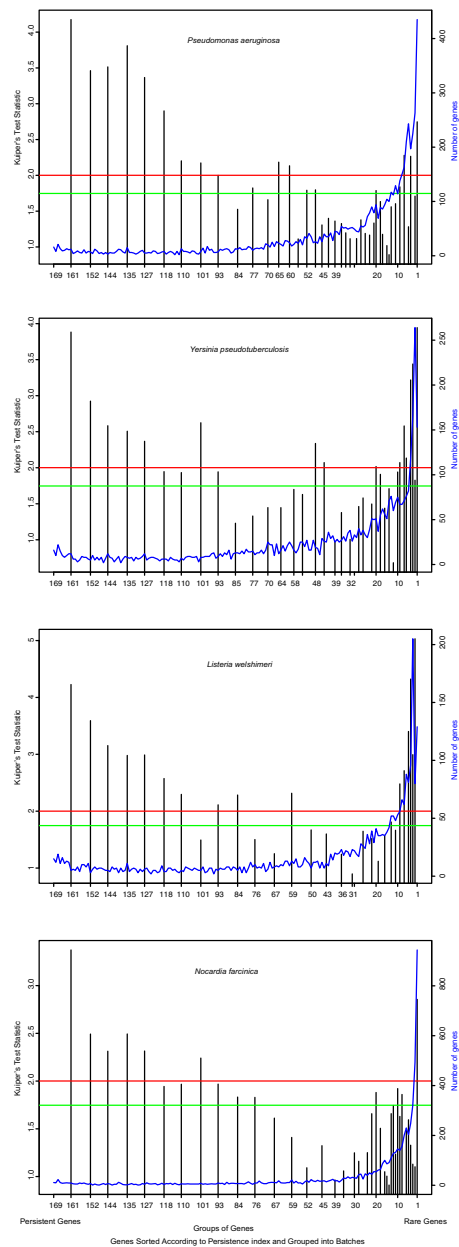 Pseudomonas aeruginosa
Kuiper's Test Statistic
1.0 1.5 2.0 2.5 3.0 3.5 4.0
Number of genes
0 100 200 300 400
169 161 152 144 135 127 118 110 101 93 84 77 70 65 60 52 45 39 20 10 1
Yersinia pseudotuberculosis
Kuiper's Test Statistic
1.0 1.5 2.0 2.5 3.0 3.5 4.0
Number of genes
0 50 100 150 200 250
169 161 152 144 135 127 118 110 101 93 85 77 70 64 58 48 43 36 32 20 10 1
Listeria welshimeri
Kuiper's Test Statistic
1 2 3 4 5
Number of genes
0 50 100 150 200
169 161 152 144 135 127 118 110 101 93 84 76 67 59 50 43 36 31 20 10 1
Nocardia farcinica
Kuiper's Test Statistic
1.0 1.5 2.0 2.5 3.0
Number of genes
0 200 400 600 800
169 161 152 144 135 127 118 110 101 93 84 76 67 59 52 45 35 30 20 10 1
Persistent Genes Groups of Genes Rare Genes
Genes Sorted According to Persistence index and Grouped into Batches